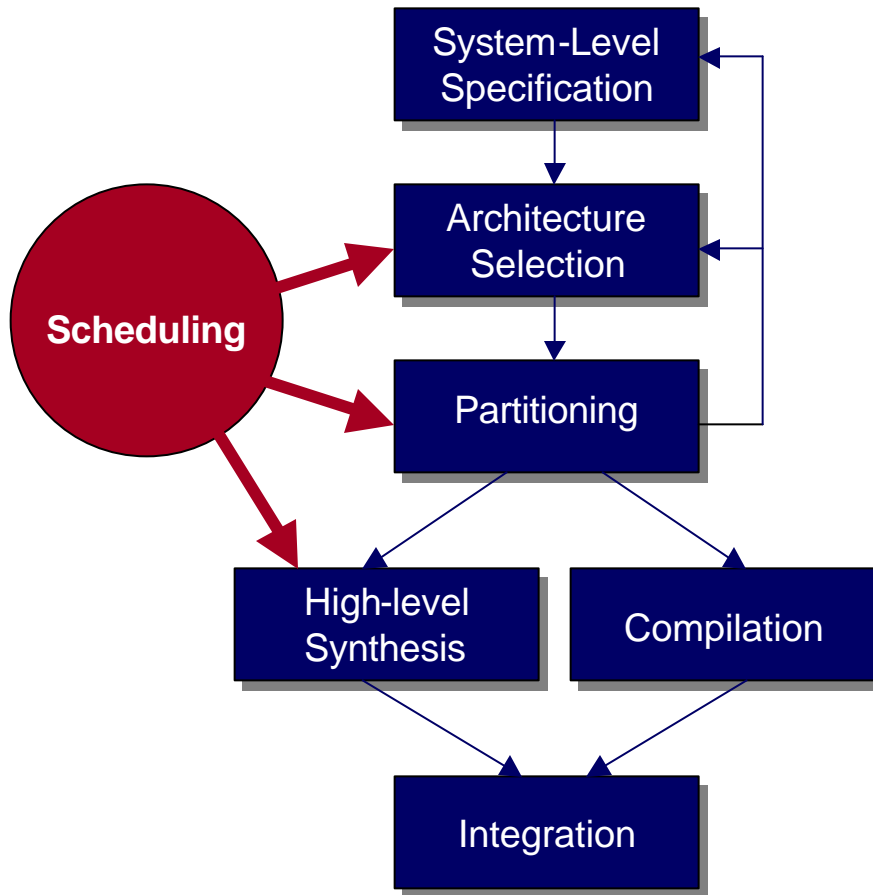 System-Level
Specification
Architecture
Selection
Scheduling
Partitioning
High-level
Synthesis
Compilation
Integration